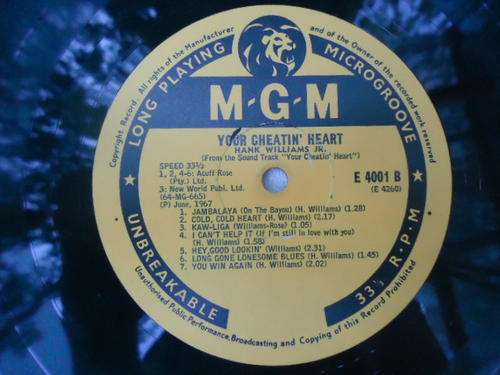 Copyright Record All rights of the Manufacturer and of the Owner of the recorded work reserved
LONG PLAYING MICROGROOVE
M-G-M
YOUR CHEATIN' HEART
HANK WILLIAMS JR.
(From the Sound Track "Your Cheatin' Heart")
SPEED 33⅓
1, 2, 4-6: Acuff Rose
(Pty.) Ltd.
3: New World Publ. Ltd.
(64-MG-665)
(P) June, 1967
E 4001 B
(E 4260)
1. JAMBALAYA (On The Bayou) (H. Williams) (1.28)
2. COLD, COLD HEART (H. Williams) (2.17)
3. KAW-LIGA (Williams-Rose) (1.05)
4. I CAN'T HELP IT (If I'm still in love with you)
(H. Williams) (1.58)
5. HEY, GOOD LOOKIN' (Williams) (2.31)
6. LONG GONE LONESOME BLUES (H. Williams) (1.45)
7. YOU WIN AGAIN (H. Williams) (2.02)
UNBREAKABLE
33⅓ R.P.M
Unauthorised Public Performance, Broadcasting and Copying of this Record Prohibited